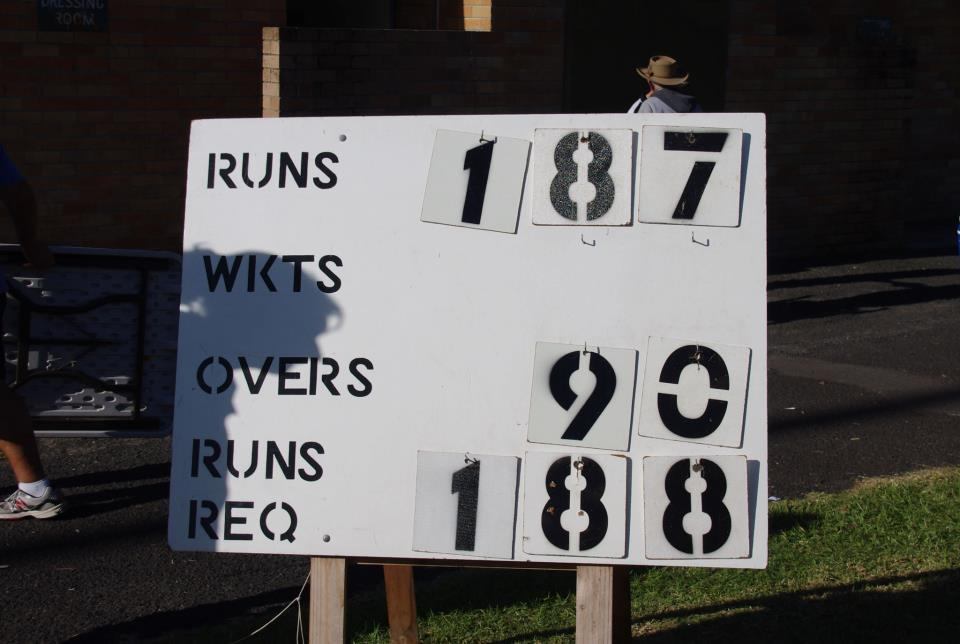 DRESSING
ROOM
RUNS 187
WKTS
OVERS 90
RUNS
REQ 188